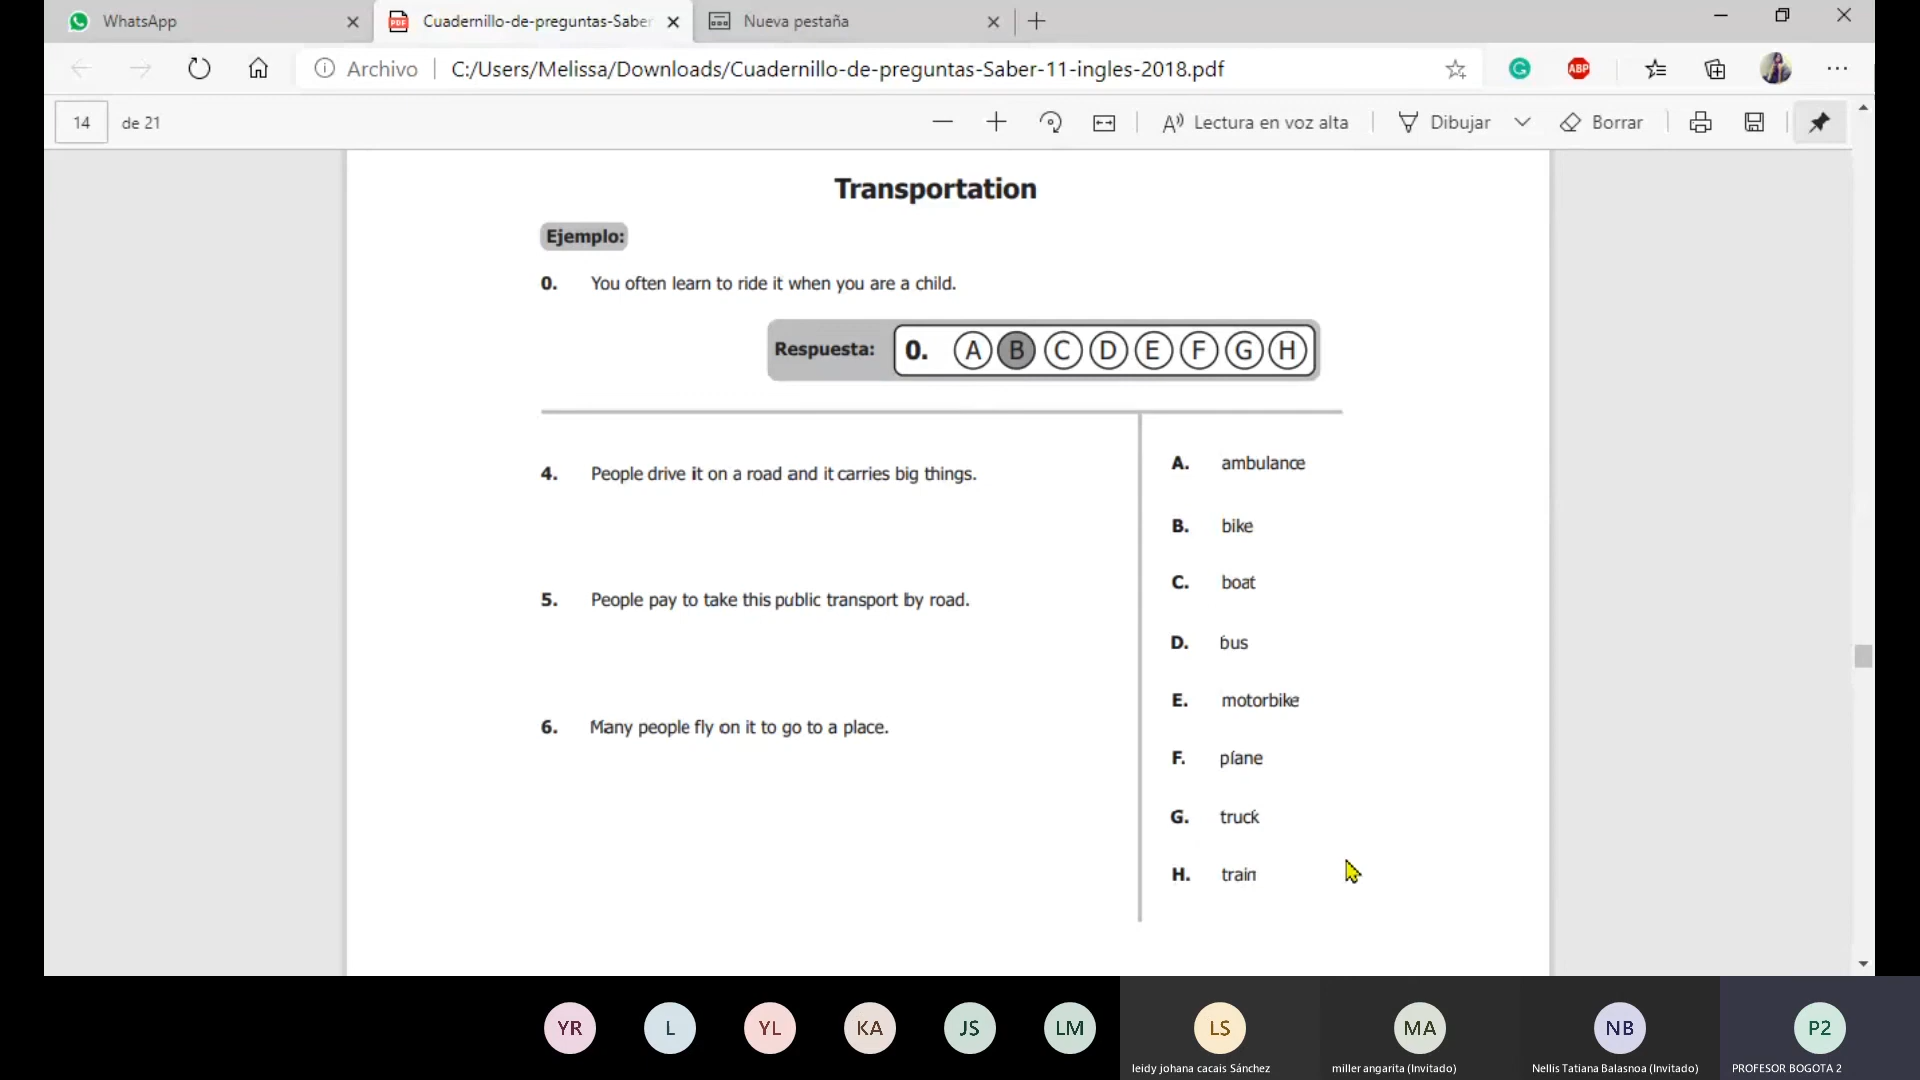 WhatsApp
Cuadernillo-de-preguntas-Saber
Nueva pestaña
Archivo
C:/Users/Melissa/Downloads/Cuadernillo-de-preguntas-Saber-11-ingles-2018.pdf
ABP
14 de 21
Lectura en voz alta
Dibujar
Borrar
Transportation
Ejemplo:
0. You often learn to ride it when you are a child.
Respuesta: 0. A B C D E F G H
4. People drive it on a road and it carries big things.
5. People pay to take this public transport by road.
6. Many people fly on it to go to a place.
A. ambulance
B. bike
C. boat
D. bus
E. motorbike
F. plane
G. truck
H. train
YR
L
YL
KA
JS
LM
LS
MA
NB
P2
leidy johana cacais Sánchez
miller angarita (Invitado)
Nellis Tatiana Balasnoa (Invitado)
PROFESOR BOGOTA 2